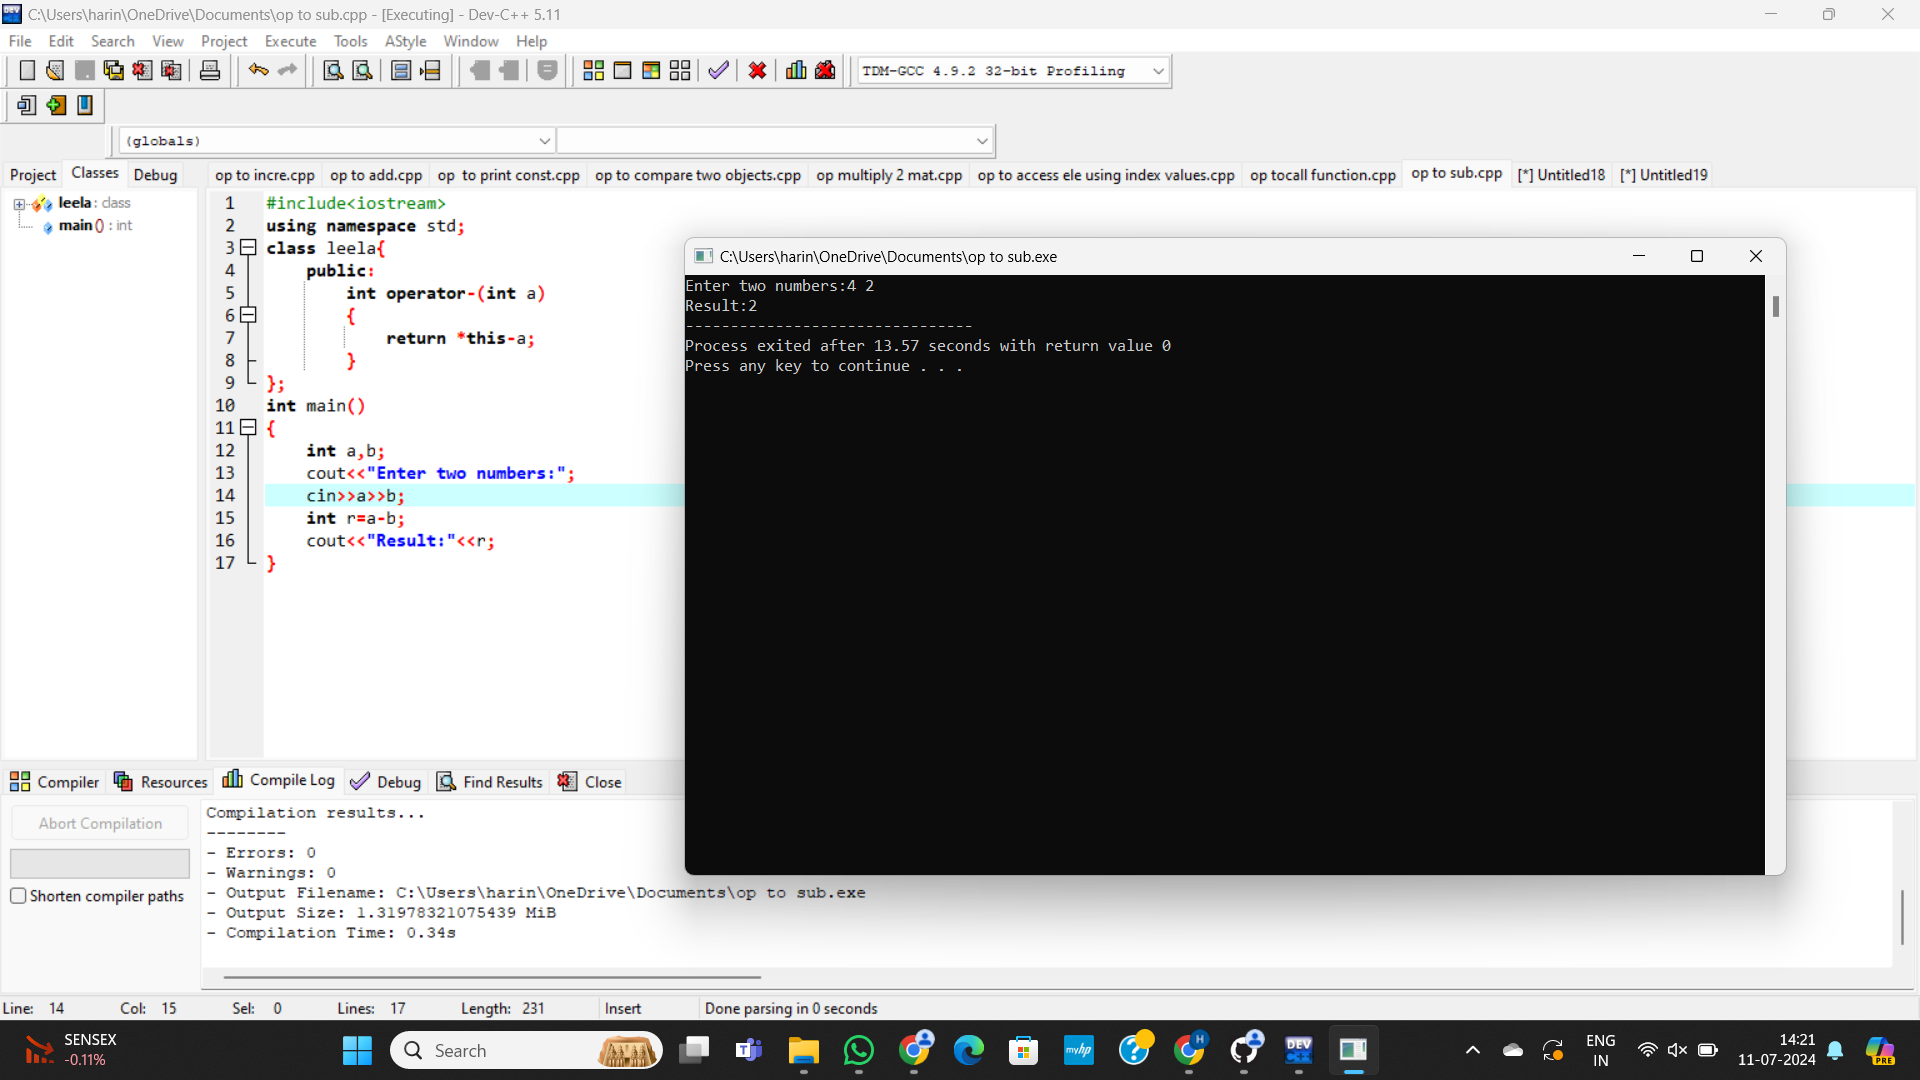 C:\Users\harin\OneDrive\Documents\op to sub.cpp - [Executing] - Dev-C++ 5.11
File Edit Search View Project Execute Tools AStyle Window Help
TDM-GCC 4.9.2 32-bit Profiling
(globals)
Project Classes Debug
op to incre.cpp op to add.cpp op to print const.cpp op to compare two objects.cpp op multiply 2 mat.cpp op to access ele using index values.cpp op tocall function.cpp op to sub.cpp [*] Untitled18 [*] Untitled19
leela : class
main () : int
1 #include<iostream>
2 using namespace std;
3 class leela{
4 public:
5 int operator-(int a)
6 {
7 return *this-a;
8 }
9 };
10 int main()
11 {
12 int a,b;
13 cout<<"Enter two numbers:";
14 cin>>a>>b;
15 int r=a-b;
16 cout<<"Result:"<<r;
17 }
C:\Users\harin\OneDrive\Documents\op to sub.exe
Enter two numbers:4 2
Result:2
--------------------------------
Process exited after 13.57 seconds with return value 0
Press any key to continue . . .
Compiler Resources Compile Log Debug Find Results Close
Abort Compilation
Shorten compiler paths
Compilation results...
--------
- Errors: 0
- Warnings: 0
- Output Filename: C:\Users\harin\OneDrive\Documents\op to sub.exe
- Output Size: 1.31978321075439 MiB
- Compilation Time: 0.34s
Line: 14 Col: 15 Sel: 0 Lines: 17 Length: 231 Insert Done parsing in 0 seconds
SENSEX
-0.11%
Search
myhp
H
DEV
ENG
IN
14:21
11-07-2024
PRE